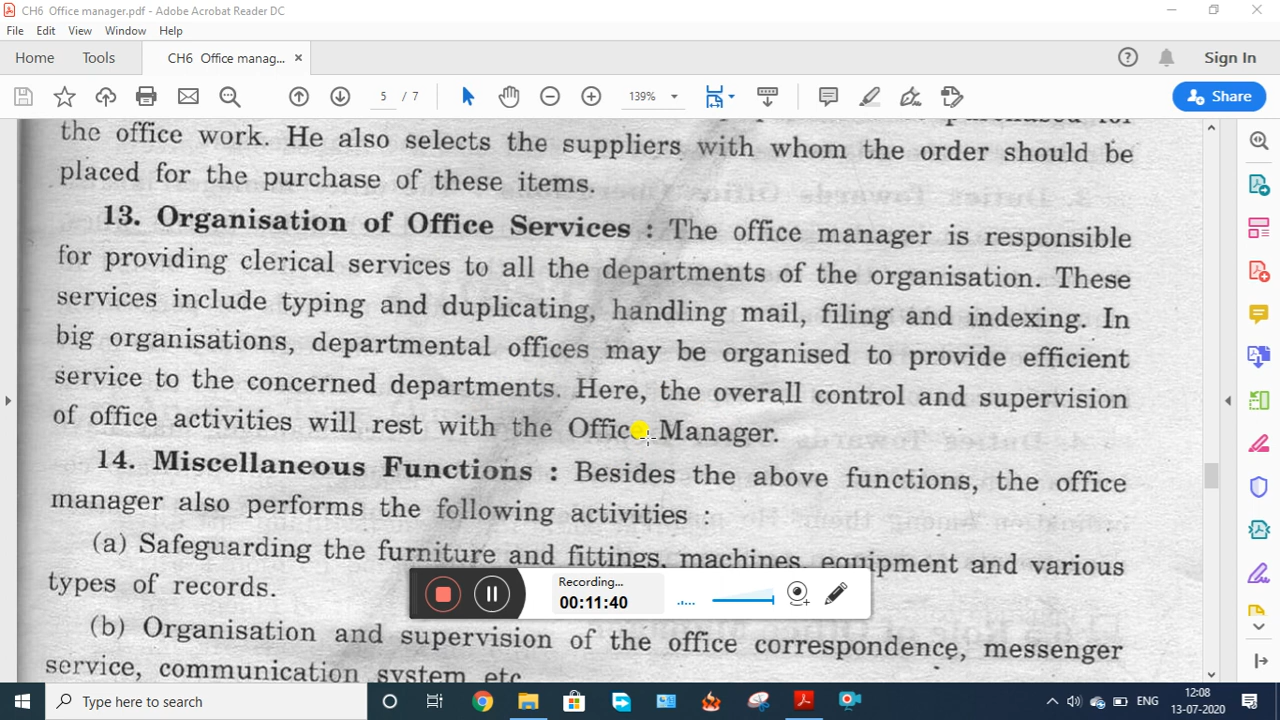 CH6 Office manager.pdf - Adobe Acrobat Reader DC
File Edit View Window Help
Home Tools CH6 Office manag... × Sign In
5 / 7 139% Share
the office work. He also selects the suppliers with whom the order should be
placed for the purchase of these items.
13. Organisation of Office Services : The office manager is responsible
for providing clerical services to all the departments of the organisation. These
services include typing and duplicating, handling mail, filing and indexing. In
big organisations, departmental offices may be organised to provide efficient
service to the concerned departments. Here, the overall control and supervision
of office activities will rest with the Office Manager.
14. Miscellaneous Functions : Besides the above functions, the office
manager also performs the following activities :
(a) Safeguarding the furniture and fittings, machines, equipment and various
types of records.
(b) Organisation and supervision of the office correspondence, messenger
service, communication system etc
Recording...
00:11:40
Type here to search
ENG
12:08
13-07-2020